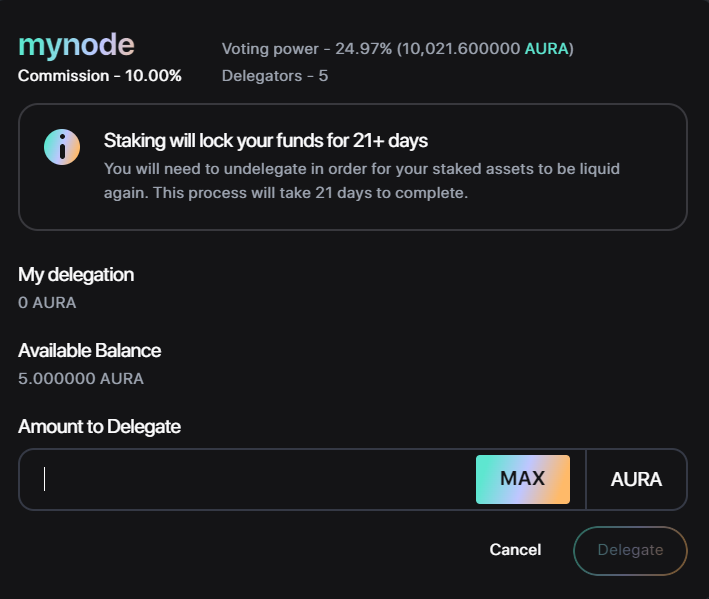 mynode
Voting power - 24.97% (10,021.600000 AURA)
Commission - 10.00%
Delegators - 5
Staking will lock your funds for 21+ days
You will need to undelegate in order for your staked assets to be liquid
again. This process will take 21 days to complete.
My delegation
0 AURA
Available Balance
5.000000 AURA
Amount to Delegate
MAX
AURA
Cancel
Delegate